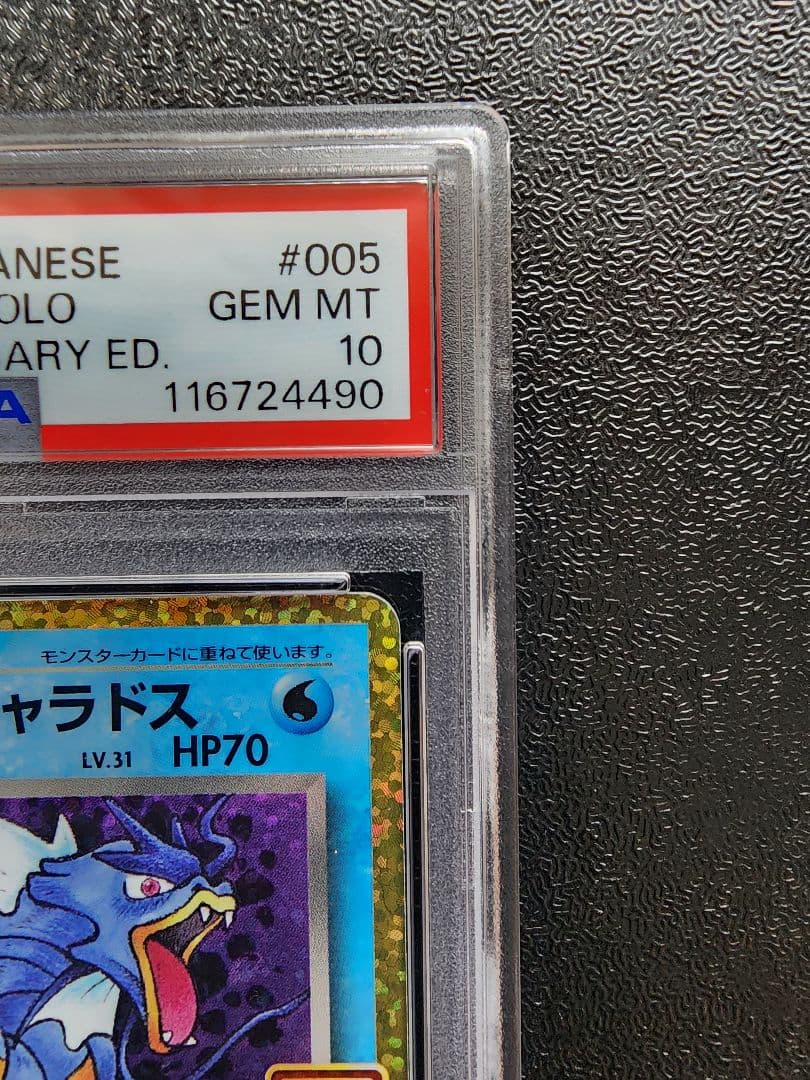 ANESE #005
OLO GEM MT
ARY ED. 10
A 116724490
モンスターカードに重ねて使います。
ャラドス
LV.31 HP70